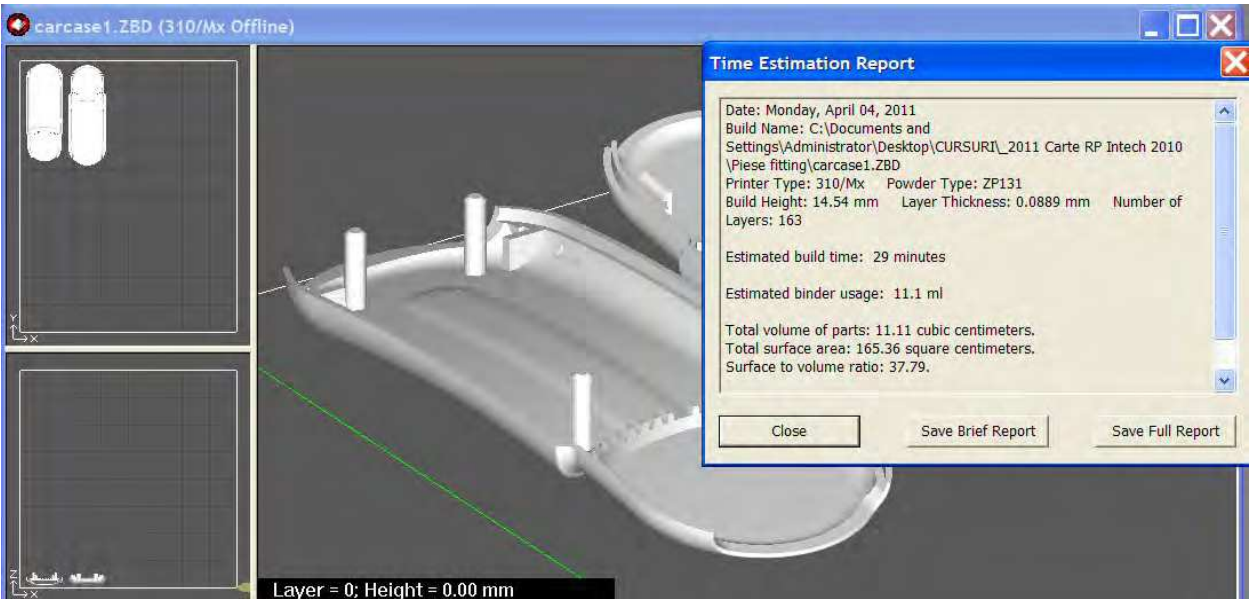 carcase1.ZBD (310/Mx Offline)
Time Estimation Report
Date: Monday, April 04, 2011
Build Name: C:\Documents and
Settings\Administrator\Desktop\CURSURI\_2011 Carte RP Intech 2010
\Piese fitting\carcase1.ZBD
Printer Type: 310/Mx Powder Type: ZP131
Build Height: 14.54 mm Layer Thickness: 0.0889 mm Number of
Layers: 163
Estimated build time: 29 minutes
Estimated binder usage: 11.1 ml
Total volume of parts: 11.11 cubic centimeters.
Total surface area: 165.36 square centimeters.
Surface to volume ratio: 37.79.
Close Save Brief Report Save Full Report
Y
X
Z
X
Layer = 0; Height = 0.00 mm